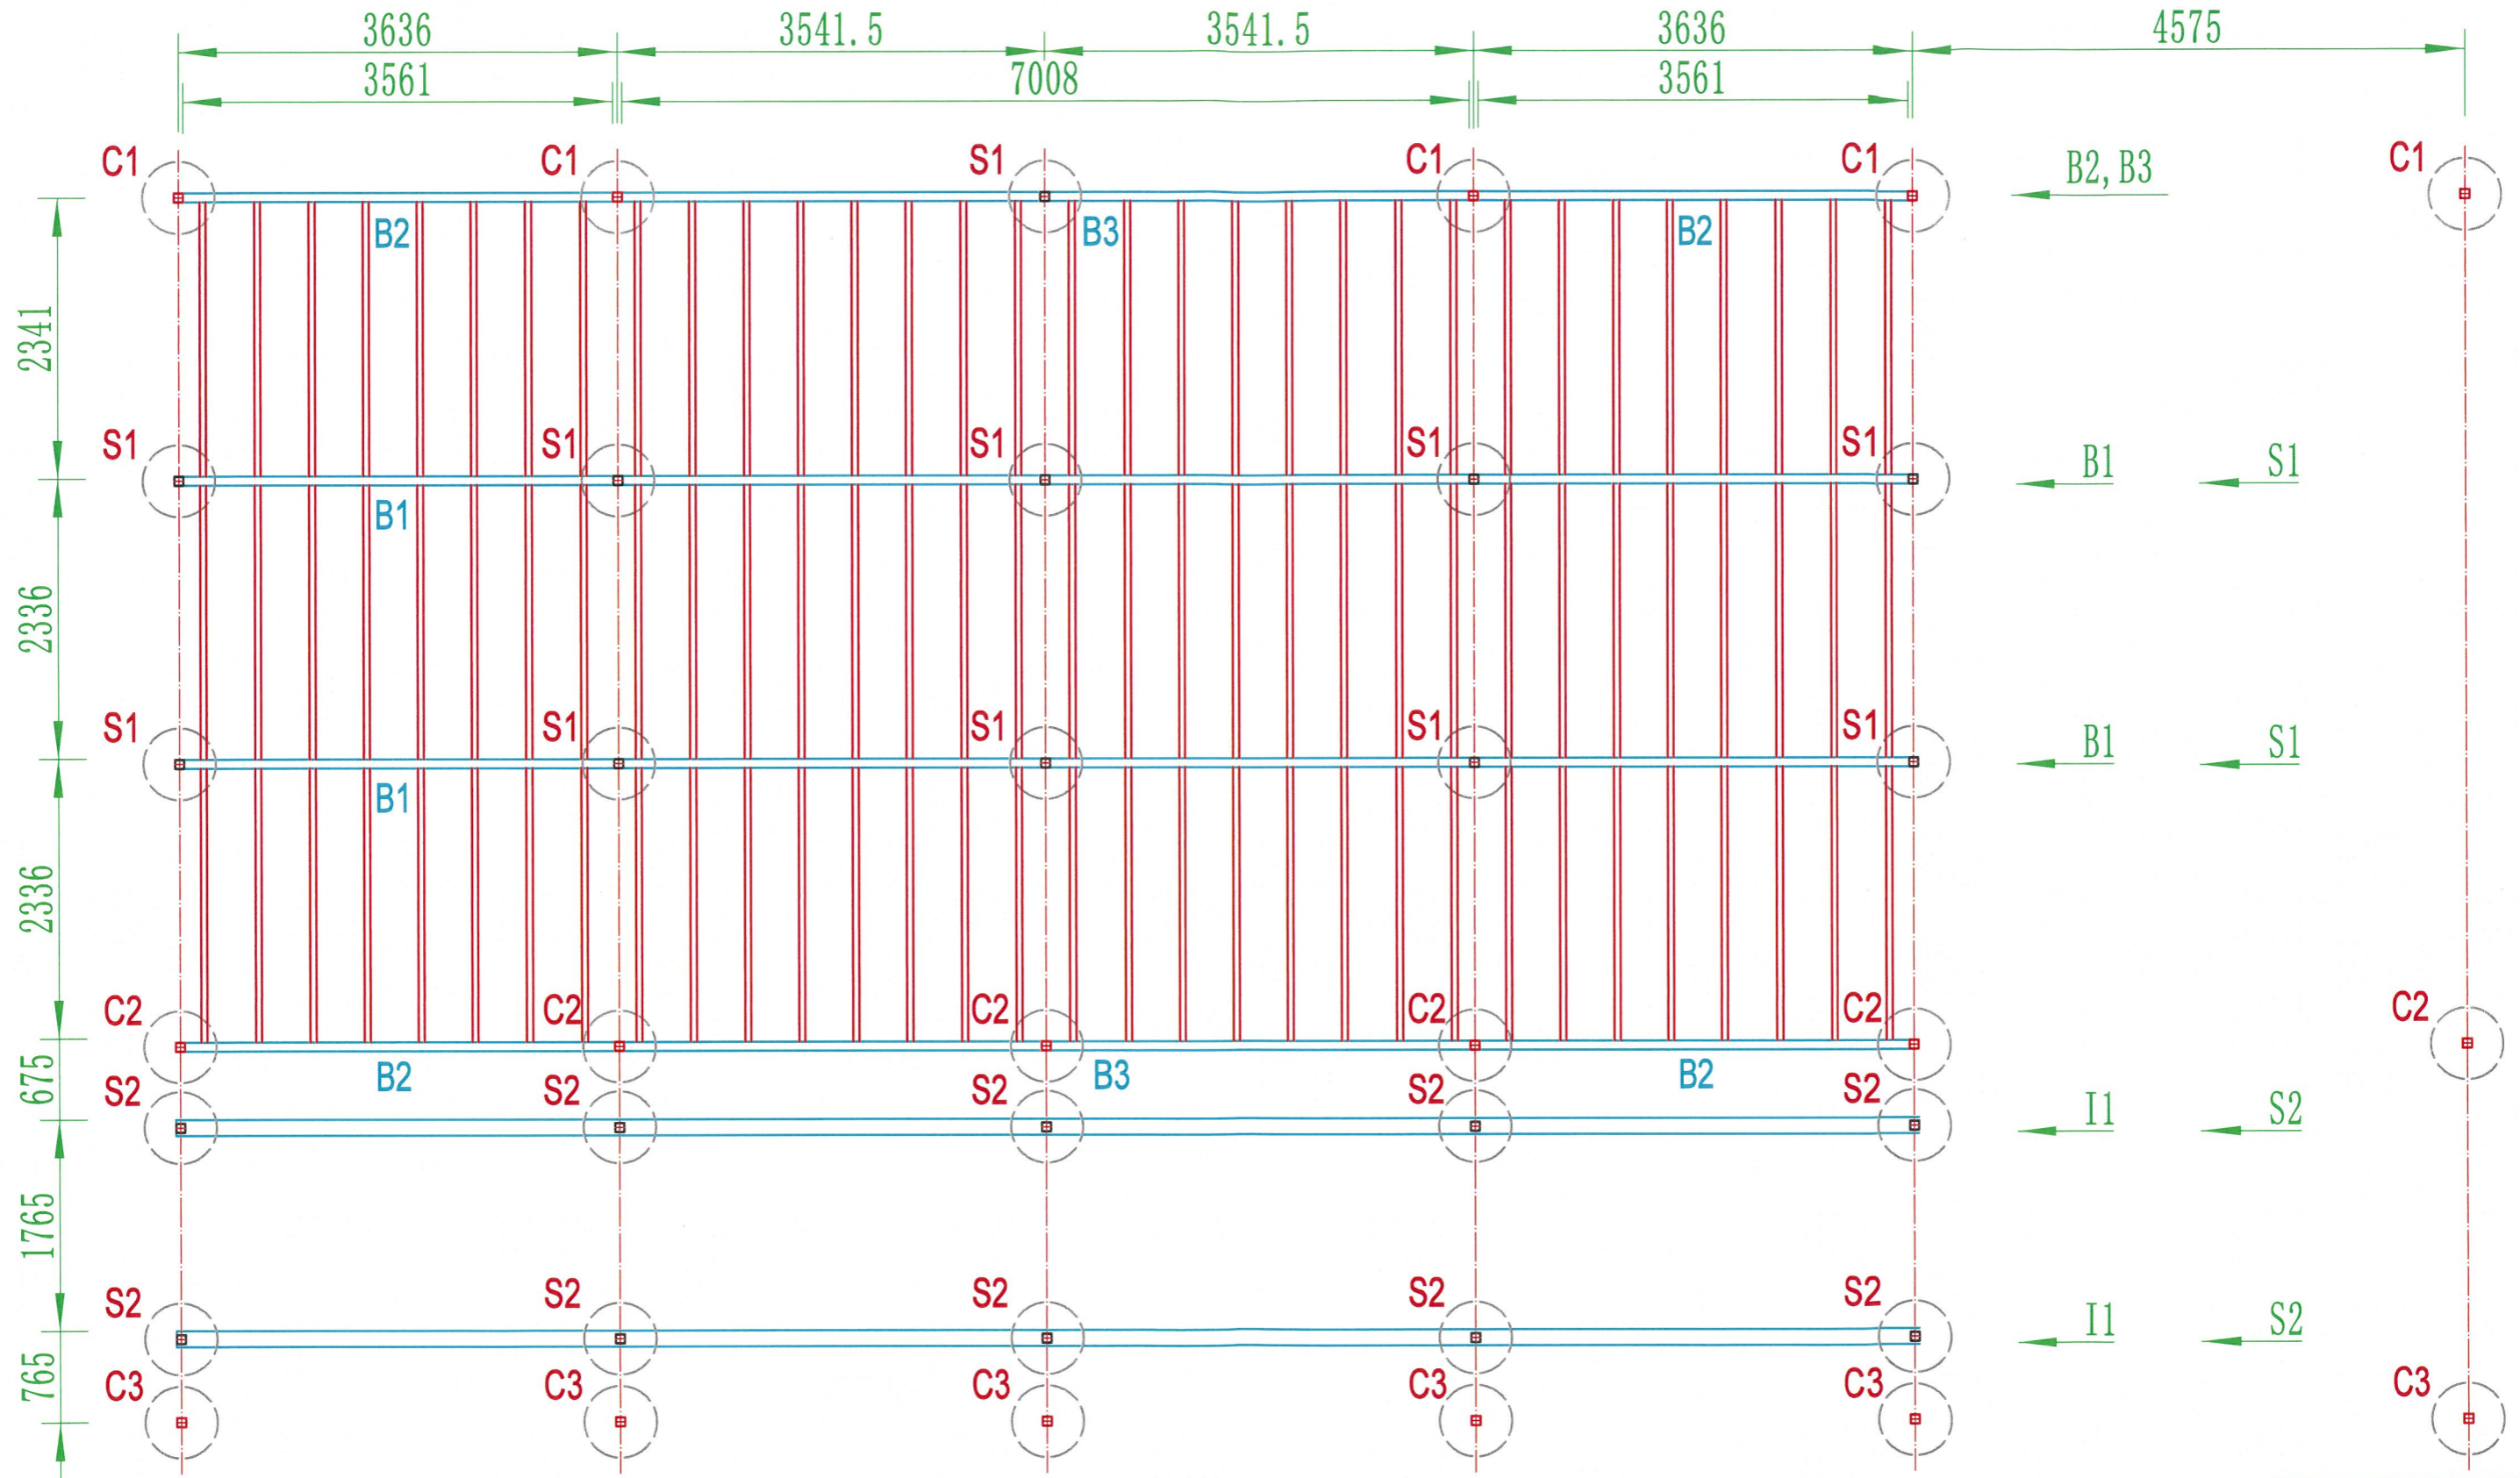 3636 3541.5 3541.5 3636 4575
3561 7008 3561
C1 C1 S1 C1 C1 B2, B3 C1
B2 B3 B2
2341
S1 S1 S1 S1 S1 B1 S1
B1
2336
S1 S1 S1 S1 S1 B1 S1
B1
2336
C2 C2 C2 C2 C2 C2
B2 B3 B2
675
S2 S2 S2 S2 S2 I1 S2
1765
S2 S2 S2 S2 S2 I1 S2
765
C3 C3 C3 C3 C3 C3